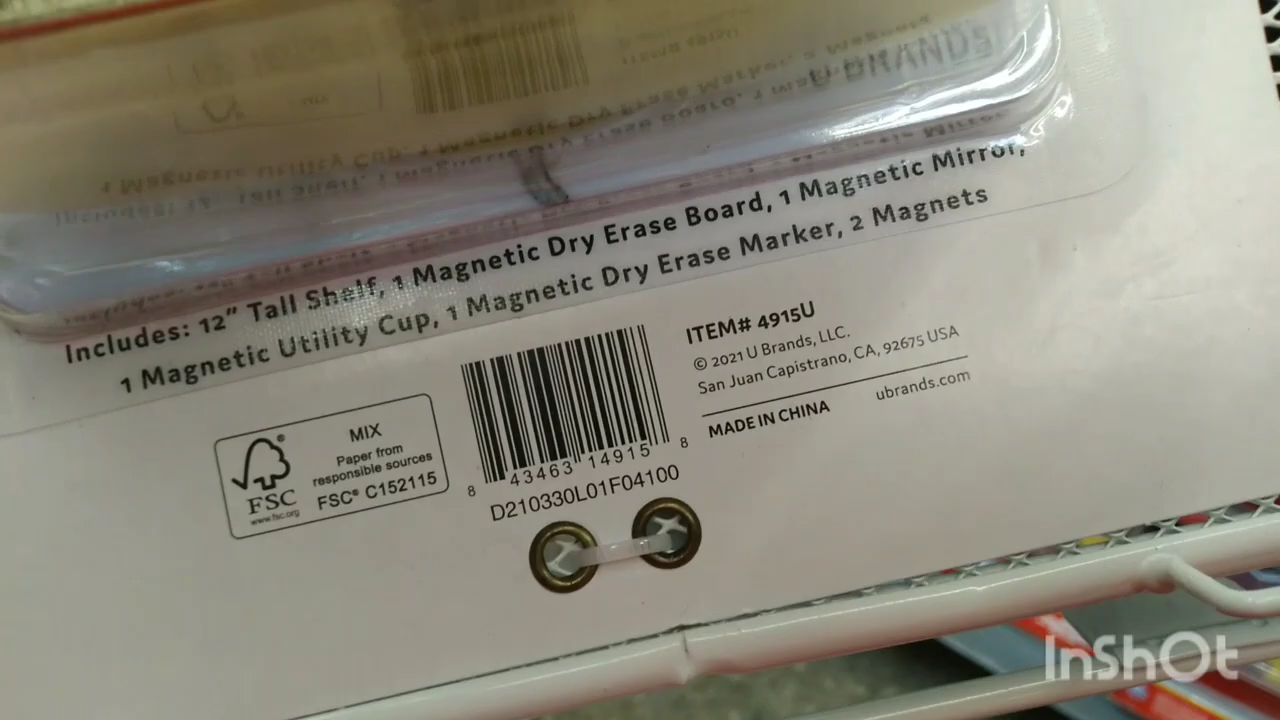 Includes: 12” Tall Shelf, 1 Magnetic Dry Erase Board, 1 Magnetic Mirror,
1 Magnetic Utility Cup, 1 Magnetic Dry Erase Marker, 2 Magnets
ITEM# 4915U
© 2021 U Brands, LLC.
San Juan Capistrano, CA, 92675 USA
ubrands.com
MADE IN CHINA
FSC
www.fsc.org
MIX
Paper from
responsible sources
FSC® C152115
8 43463 14915 8
D210330L01F04100
InShOt